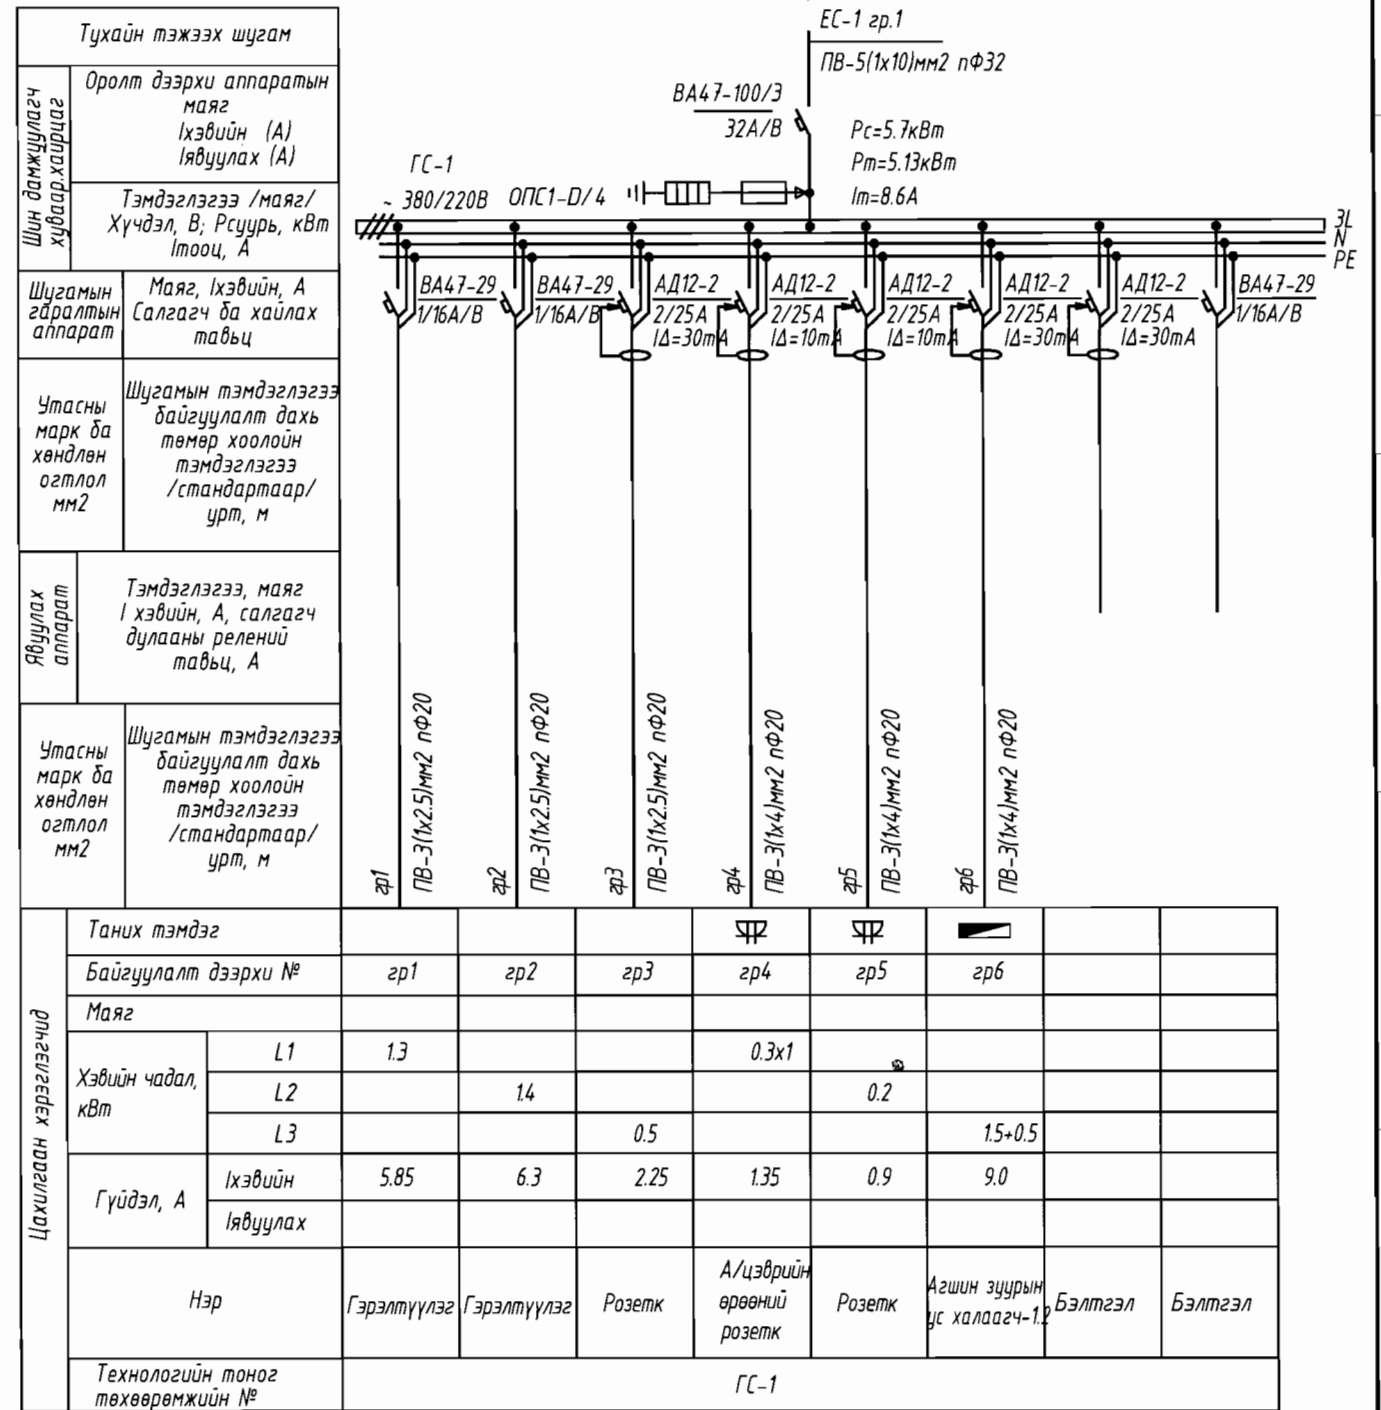 ЕС-1 гр.1
ПВ-5(1х10)мм2 пФ32
ВА47-100/3
32А/В
Рс=5.7кВт
Рт=5.13кВт
Iт=8.6А
ГС-1
~ 380/220В
ОПС1-D/4
3L
N
PE
ВА47-29
1/16А/В
ВА47-29
1/16А/В
АД12-2
2/25А
IΔ=30mA
АД12-2
2/25А
IΔ=10mA
АД12-2
2/25А
IΔ=10mA
АД12-2
2/25А
IΔ=30mA
АД12-2
2/25А
IΔ=30mA
ВА47-29
1/16А/В
Тухайн тэжээх шугам
Шин дамжуулагч
хуваар.хайрцаг
Оролт дээрхи аппаратын
маяг
Iхэвийн (А)
Iявуулах (А)
Тэмдэглэгээ /маяг/
Хүчдэл, В; Рсуурь, кВт
Iтооц, А
Шугамын
гаралтын
аппарат
Маяг, Iхэвийн, А
Салгагч ба хайлах
тавьц
Утасны
марк ба
хөндлөн
огтлол
мм2
Шугамын тэмдэглэгээ
байгуулалт дахь
төмөр хоолойн
тэмдэглэгээ
/стандартаар/
урт, м
Явуулах
аппарат
Тэмдэглэгээ, маяг
I хэвийн, А, салгагч
дулааны релений
тавьц, А
Утасны
марк ба
хөндлөн
огтлол
мм2
Шугамын тэмдэглэгээ
байгуулалт дахь
төмөр хоолойн
тэмдэглэгээ
/стандартаар/
урт, м
гр1
ПВ-3(1х2.5)мм2 пФ20
гр2
ПВ-3(1х2.5)мм2 пФ20
гр3
ПВ-3(1х2.5)мм2 пФ20
гр4
ПВ-3(1х4)мм2 пФ20
гр5
ПВ-3(1х4)мм2 пФ20
гр6
ПВ-3(1х4)мм2 пФ20
Цахилгаан хэрэглэгчид
Таних тэмдэг
Байгуулалт дээрхи № гр1 гр2 гр3 гр4 гр5 гр6
Маяг
Хэвийн чадал,
кВт
L1 1.3 0.3х1
L2 1.4 0.2
L3 0.5 1.5+0.5
Гүйдэл, А
Iхэвийн 5.85 6.3 2.25 1.35 0.9 9.0
Iявуулах
Нэр
Гэрэлтүүлэг
Гэрэлтүүлэг
Розетк
А/цэврийн
өрөөний
розетк
Розетк
Агшин зуурын
ус халаагч-1.2
Бэлтгэл
Бэлтгэл
Технологийн тоног
төхөөрөмжийн №
ГС-1